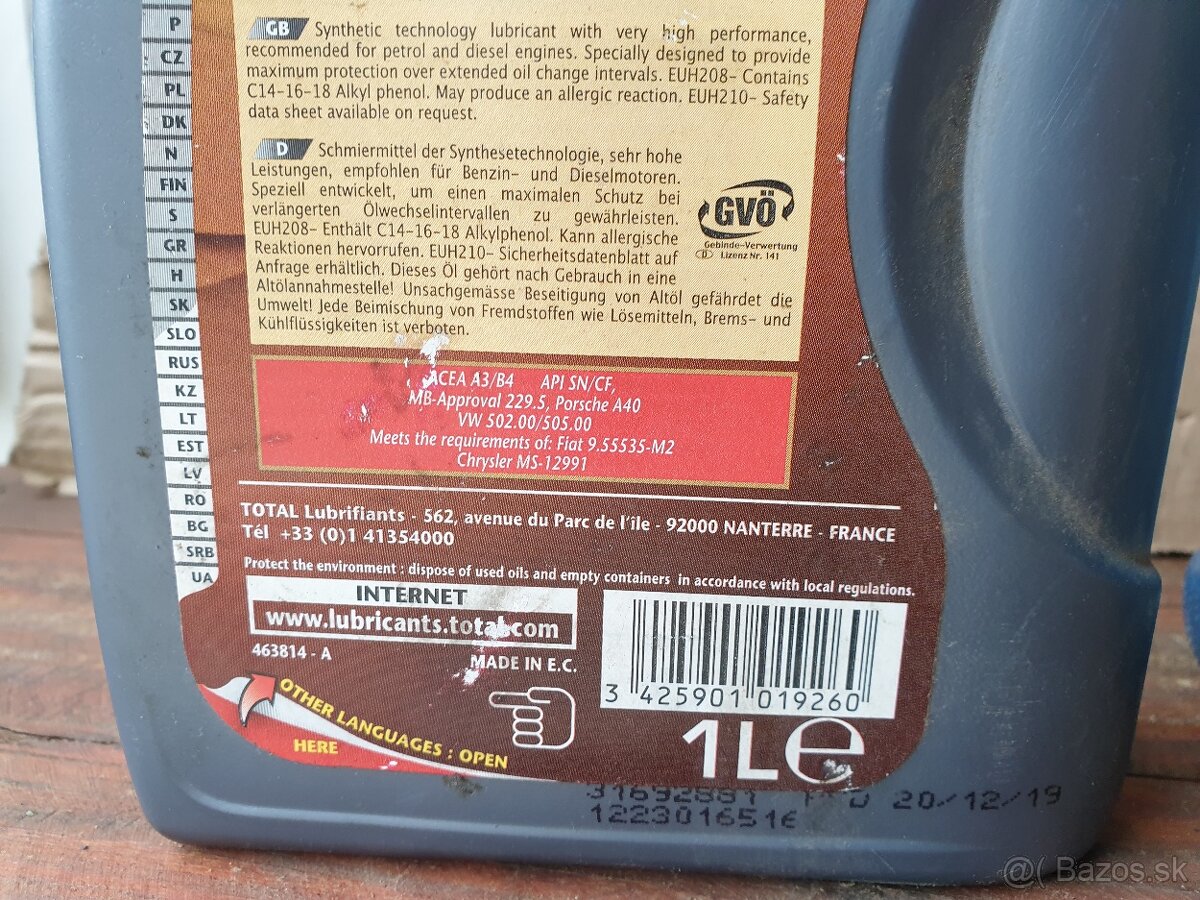 P
CZ
PL
DK
N
FIN
S
GR
H
SK
SLO
RUS
KZ
LT
EST
LV
RO
BG
SRB
UA
GB Synthetic technology lubricant with very high performance,
recommended for petrol and diesel engines. Specially designed to provide
maximum protection over extended oil change intervals. EUH208- Contains
C14-16-18 Alkyl phenol. May produce an allergic reaction. EUH210- Safety
data sheet available on request.
D Schmiermittel der Synthesetechnologie, sehr hohe
Leistungen, empfohlen für Benzin- und Dieselmotoren.
Speziell entwickelt, um einen maximalen Schutz bei
verlängerten Ölwechselintervallen zu gewährleisten.
EUH208- Enthält C14-16-18 Alkylphenol. Kann allergische
Reaktionen hervorrufen. EUH210- Sicherheitsdatenblatt auf
Anfrage erhältlich. Dieses Öl gehört nach Gebrauch in eine
Altölannahmestelle! Unsachgemässe Beseitigung von Altöl gefährdet die
Umwelt! Jede Beimischung von Fremdstoffen wie Lösemitteln, Brems- und
Kühlflüssigkeiten ist verboten.
GVÖ
Gebinde-Verwertung
D Lizenz Nr. 141
ACEA A3/B4 API SN/CF,
MB-Approval 229.5, Porsche A40
VW 502.00/505.00
Meets the requirements of: Fiat 9.55535-M2
Chrysler MS-12991
TOTAL Lubrifiants - 562, avenue du Parc de l'île - 92000 NANTERRE - FRANCE
Tél +33 (0)1 41354000
Protect the environment : dispose of used oils and empty containers in accordance with local regulations.
INTERNET
www.lubricants.total.com
463814 - A
MADE IN E.C.
3 425901 019260
OTHER LANGUAGES : OPEN
HERE
1L e
20/12/19
@( Bazos.sk